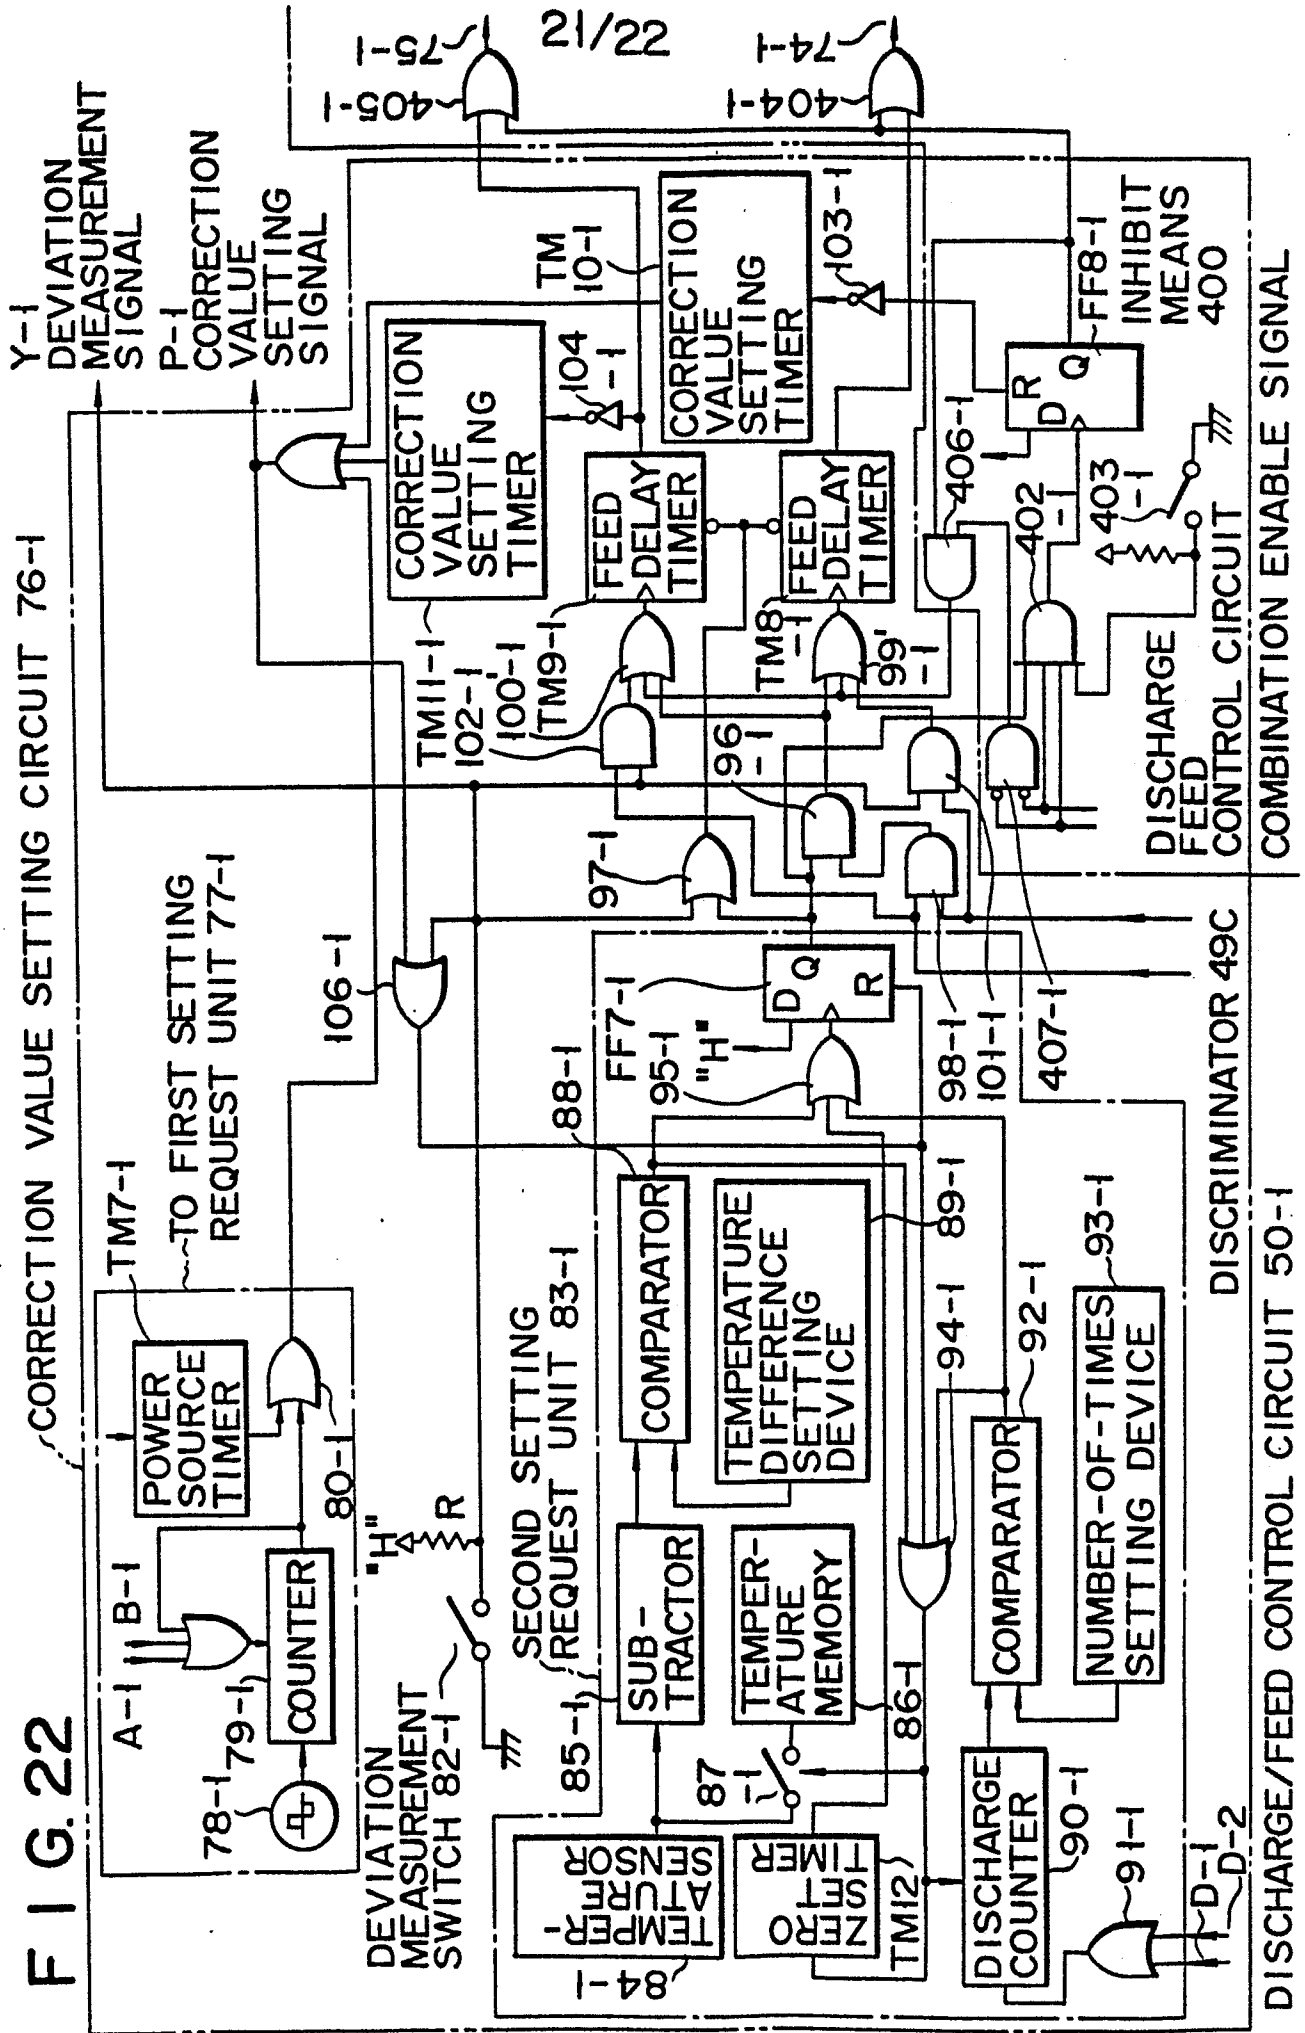 FIG. 22
21/22
CORRECTION VALUE SETTING CIRCUIT 76-1
Y-1
DEVIATION
MEASUREMENT
SIGNAL
P-1
CORRECTION
VALUE
SETTING
SIGNAL
A-1
B-1
78-1
79-1
COUNTER
POWER
SOURCE
TIMER
TM7-1
80-1
TO FIRST SETTING
REQUEST UNIT 77-1
106-1
"H"
R
DEVIATION
MEASUREMENT
SWITCH 82-1
SECOND SETTING
REQUEST UNIT 83-1
TEMPER-
ATURE
SENSOR
84-1
85-1
SUB-
TRACTOR
COMPARATOR
88-1
TEMPER-
ATURE
MEMORY
86-1
87
-1
TEMPERATURE
DIFFERENCE
SETTING
DEVICE
89-1
ZERO
SET
TIMER
TM12
94-1
DISCHARGE
COUNTER
90-1
COMPARATOR
92-1
NUMBER-OF-TIMES
SETTING DEVICE
93-1
91-1
D-1
D-2
FF7-1
D
Q
R
95-1
"H"
97-1
96
-1
98-1
101-1
407-1
DISCRIMINATOR 49C
TM11-1
102-1
100'-1
TM9-1
CORRECTION
VALUE
SETTING
TIMER
104
-1
FEED
DELAY
TIMER
TM8
-1
99'
-1
FEED
DELAY
TIMER
TM
10-1
CORRECTION
VALUE
SETTING
TIMER
103-1
405-1
75-1
404-1
74-1
406-1
402
-1
403
-1
R
D
Q
FF8-1
INHIBIT
MEANS
400
DISCHARGE
FEED
CONTROL CIRCUIT
COMBINATION ENABLE SIGNAL
DISCHARGE/FEED CONTROL CIRCUIT 50-1